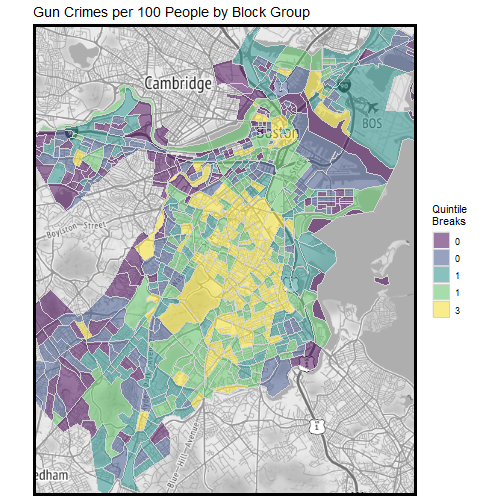 Gun Crimes per 100 People by Block Group
Cambridge
BOS
Boston
Boylston--Street
Quintile
Breaks
0
0
1
1
3
1
Blue-Hill-Avenue
edham